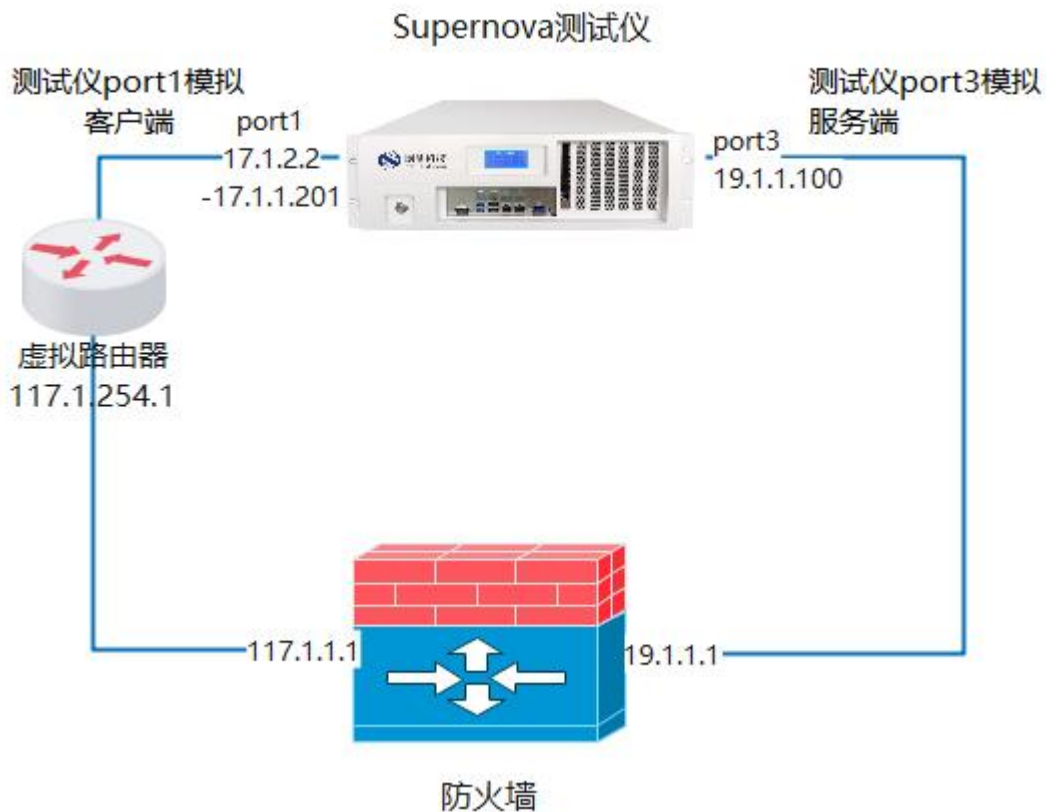 Supernova测试仪
测试仪port1模拟
客户端
port1
17.1.2.2
-17.1.1.201
测试仪port3模拟
服务端
port3
19.1.1.100
虚拟路由器
117.1.254.1
117.1.1.1
19.1.1.1
防火墙